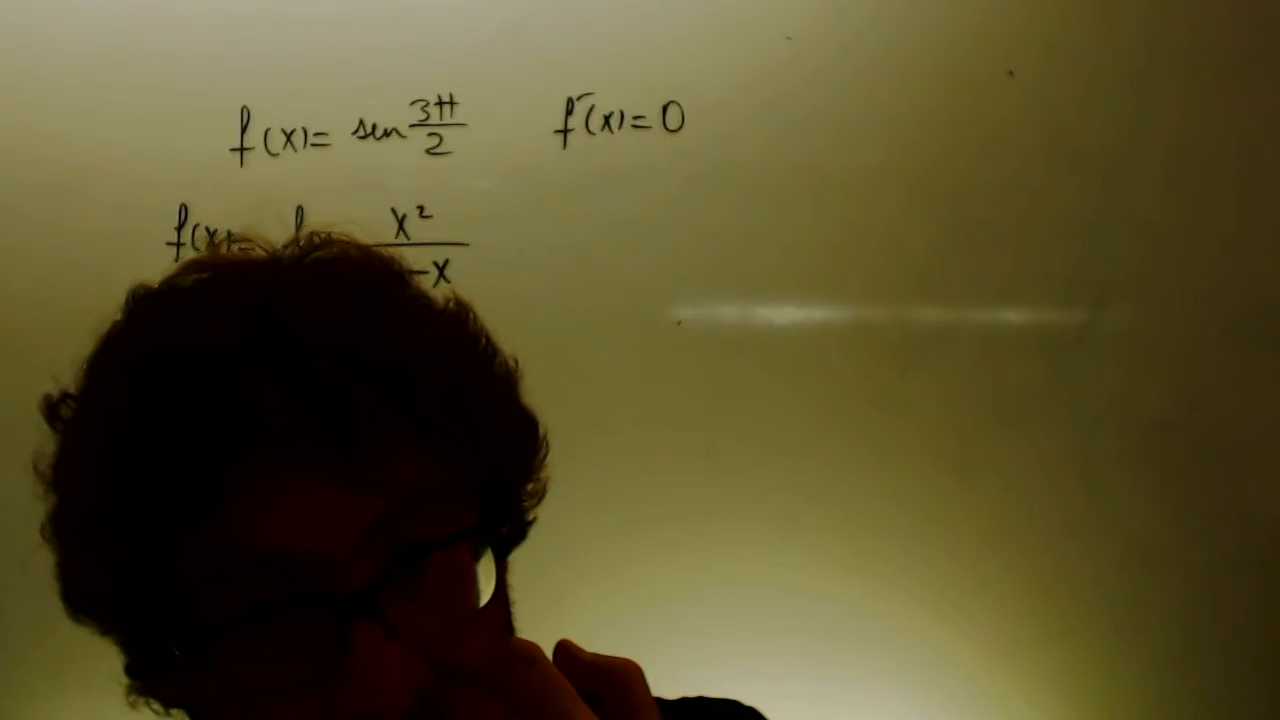 f(x)= sen 3π/2 f'(x)=0
f(x)= x²/-x